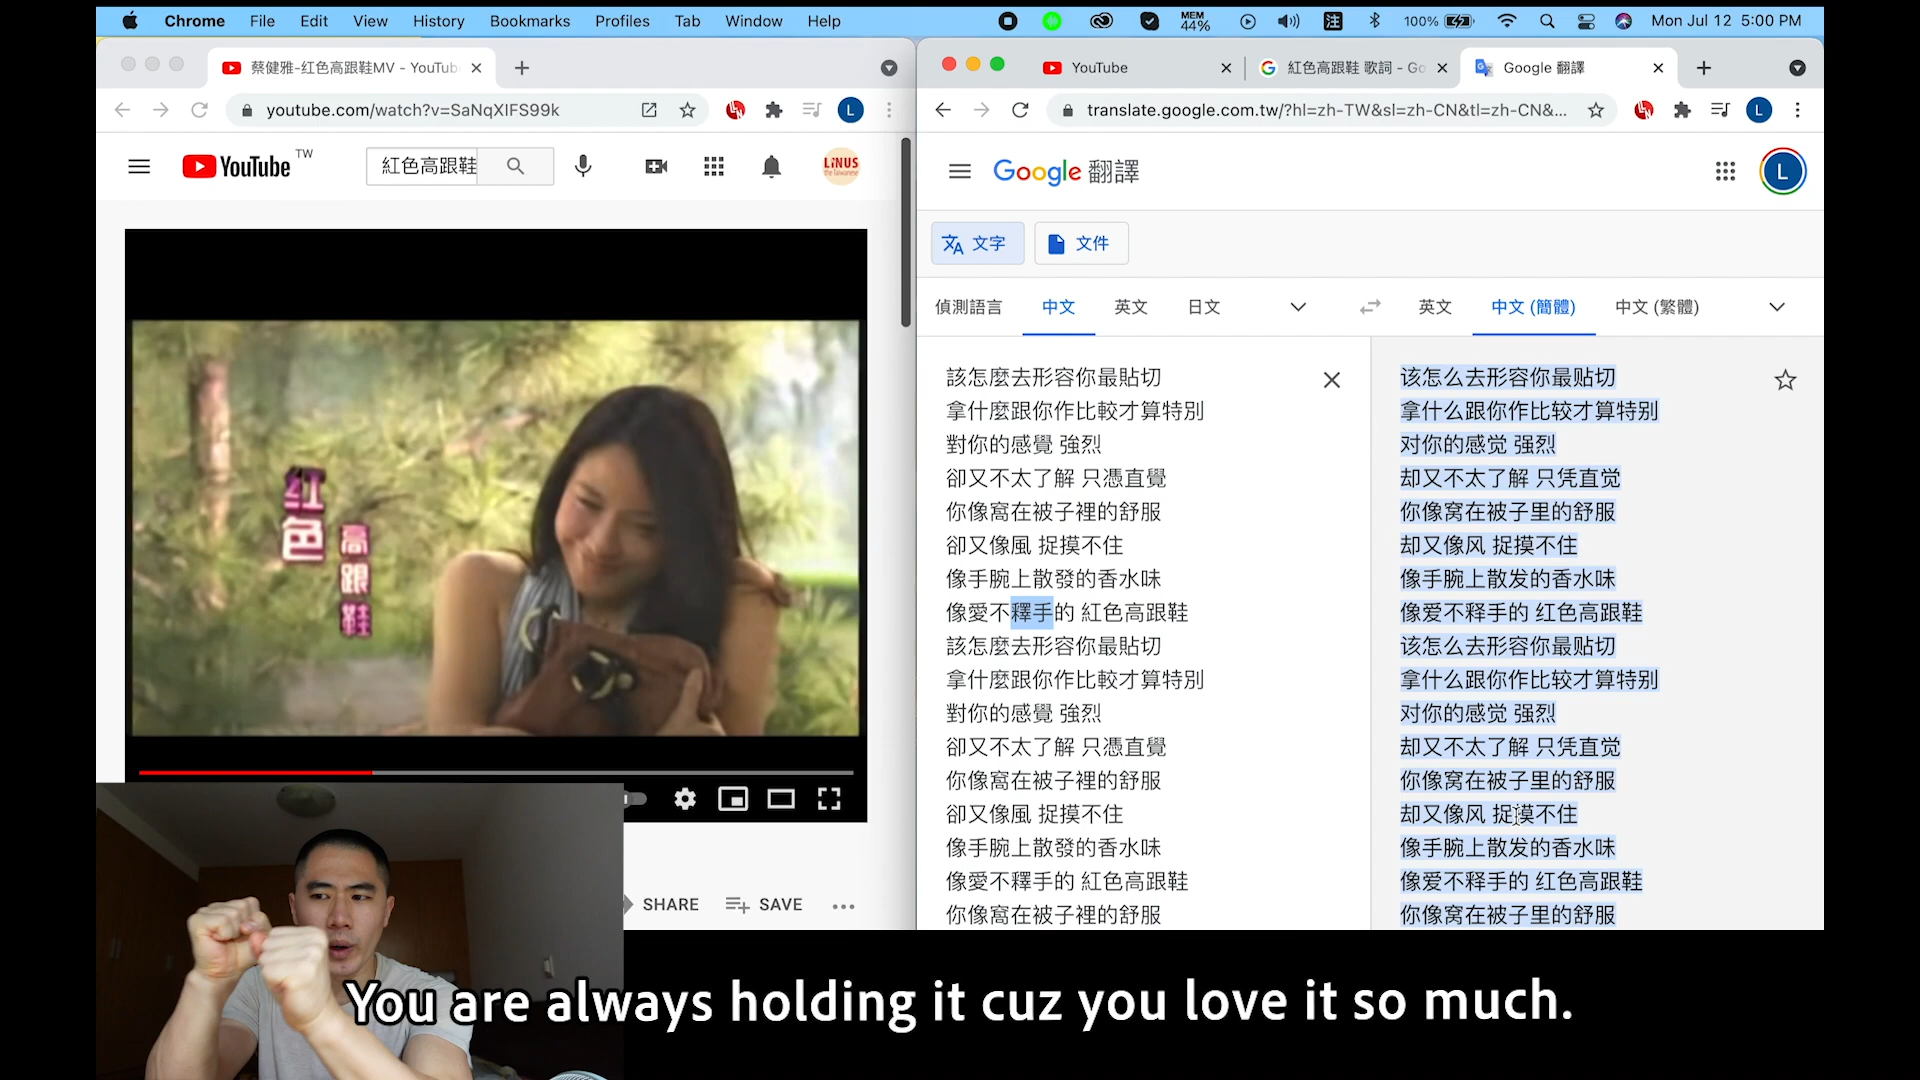 Chrome File Edit View History Bookmarks Profiles Tab Window Help
MEM 44%
注
100%
Mon Jul 12 5:00 PM
蔡健雅-红色高跟鞋MV - YouTub
youtube.com/watch?v=SaNqXIFS99k
L
YouTube TW
紅色高跟鞋
LiNUS
the Taiwanese
红色
高跟鞋
SHARE
SAVE
YouTube
紅色高跟鞋 歌詞 - Go
Google 翻譯
translate.google.com.tw/?hl=zh-TW&sl=zh-CN&tl=zh-CN&...
L
Google 翻譯
L
文字
文件
偵測語言 中文 英文 日文
英文 中文 (簡體) 中文 (繁體)
該怎麼去形容你最貼切
拿什麼跟你作比較才算特別
對你的感覺 強烈
卻又不太了解 只憑直覺
你像窩在被子裡的舒服
卻又像風 捉摸不住
像手腕上散發的香水味
像愛不釋手的 紅色高跟鞋
該怎麼去形容你最貼切
拿什麼跟你作比較才算特別
對你的感覺 強烈
卻又不太了解 只憑直覺
你像窩在被子裡的舒服
卻又像風 捉摸不住
像手腕上散發的香水味
像愛不釋手的 紅色高跟鞋
你像窩在被子裡的舒服
该怎么去形容你最贴切
拿什么跟你作比较才算特别
对你的感觉 强烈
却又不太了解 只凭直觉
你像窝在被子里的舒服
却又像风 捉摸不住
像手腕上散发的香水味
像爱不释手的 红色高跟鞋
该怎么去形容你最贴切
拿什么跟你作比较才算特别
对你的感觉 强烈
却又不太了解 只凭直觉
你像窝在被子里的舒服
却又像风 捉摸不住
像手腕上散发的香水味
像爱不释手的 红色高跟鞋
你像窝在被子里的舒服
You are always holding it cuz you love it so much.